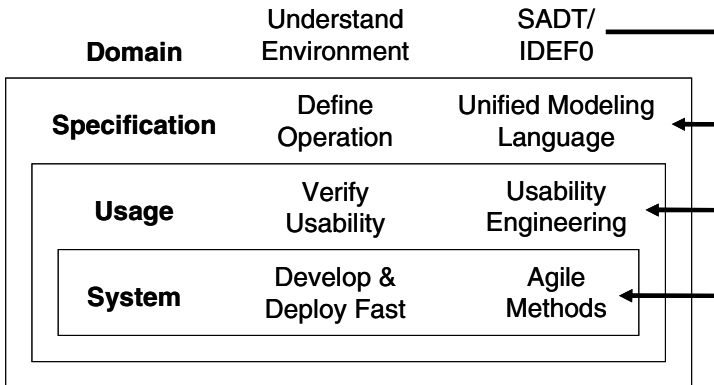 Domain
Understand
Environment
SADT/
IDEF0
Specification
Define
Operation
Unified Modeling
Language
Usage
Verify
Usability
Usability
Engineering
System
Develop &
Deploy Fast
Agile
Methods